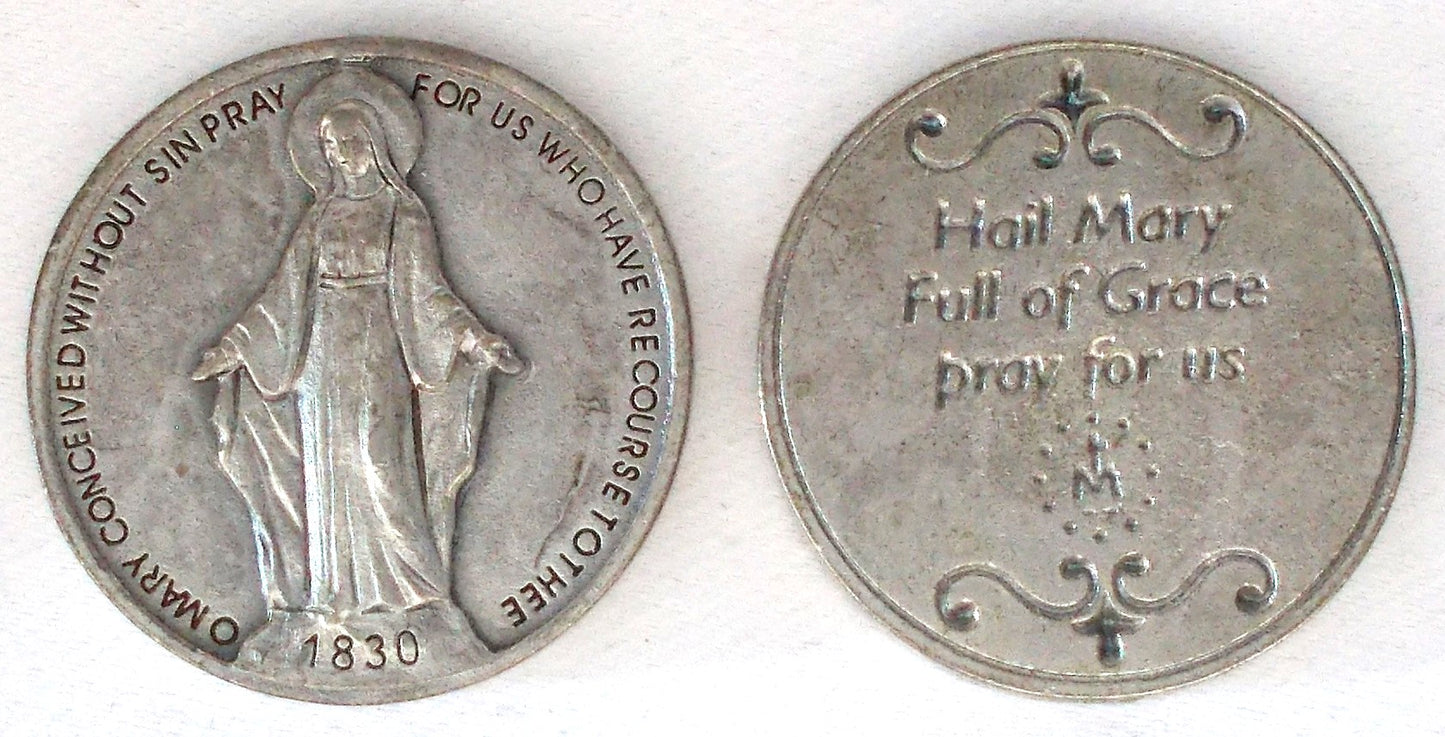 O MARY CONCEIVED WITHOUT SIN PRAY FOR US WHO HAVE RECOURSE TO THEE
1830
Hail Mary
Full of Grace
pray for us
M